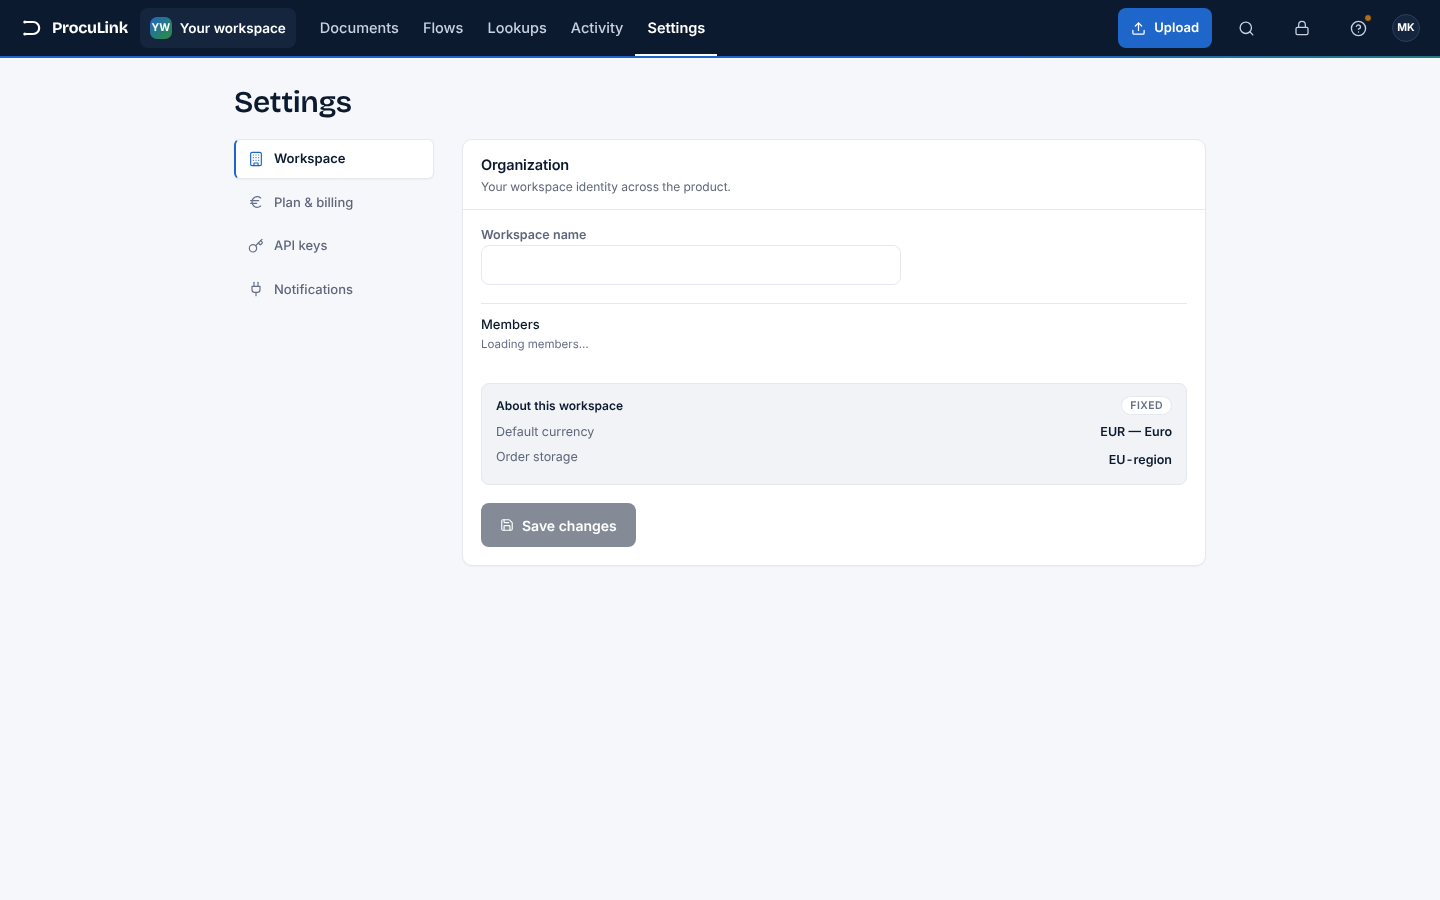 ProcuLink
YW Your workspace
Documents
Flows
Lookups
Activity
Settings
Upload
MK
Settings
Workspace
Plan & billing
API keys
Notifications
Organization
Your workspace identity across the product.
Workspace name
Members
Loading members...
About this workspace FIXED
Default currency EUR — Euro
Order storage EU-region
Save changes